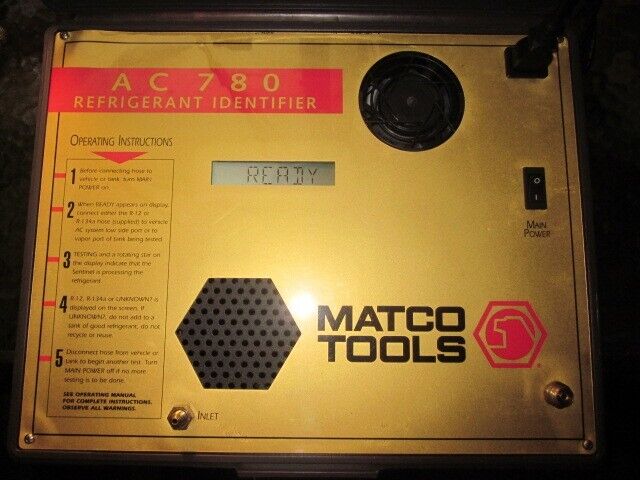 AC 780
REFRIGERANT IDENTIFIER
OPERATING INSTRUCTIONS
1 Before connecting hose to
vehicle or tank, turn MAIN
POWER on.
2 When READY appears on display,
connect either the R-12 or
R-134a hose (supplied) to vehicle
AC system low side port or to
vapor port of tank being tested
3 TESTING and a rotating star on
the display indicate that the
Sentinel is processing the
refrigerant.
4 R-12, R-134a or UNKNOWN? is
displayed on the screen. If
UNKNOWN?, do not add to a
tank of good refrigerant, do not
recycle or reuse.
5 Disconnect hose from vehicle or
tank to begin another test. Turn
MAIN POWER off if no more
testing is to be done.
SEE OPERATING MANUAL
FOR COMPLETE INSTRUCTIONS.
OBSERVE ALL WARNINGS.
READY
O
I
MAIN
POWER
MATCO
TOOLS
®
INLET